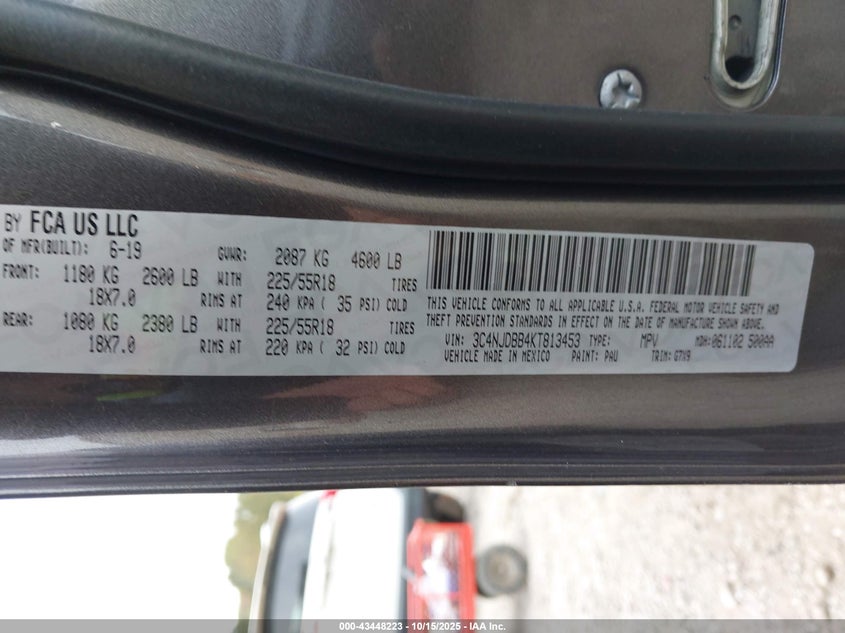 BY FCA US LLC
OF MFR(BUILT): 6-19 GVWR: 2087 KG 4600 LB
FRONT: 1180 KG 2600 LB WITH 225/55R18 TIRES
18X7.0 RIMS AT 240 KPA ( 35 PSI) COLD
REAR: 1080 KG 2380 LB WITH 225/55R18 TIRES
18X7.0 RIMS AT 220 KPA ( 32 PSI) COLD
THIS VEHICLE CONFORMS TO ALL APPLICABLE U.S.A. FEDERAL MOTOR VEHICLE SAFETY AND
THEFT PREVENTION STANDARDS IN EFFECT ON THE DATE OF MANUFACTURE SHOWN ABOVE.
VIN: 3C4NJDBB4KT813453 TYPE: MPV MDH:061102 500AA
VEHICLE MADE IN MEXICO PAINT: PAU TRIM: G7V9
000-43448223 - 10/15/2025 - IAA Inc.